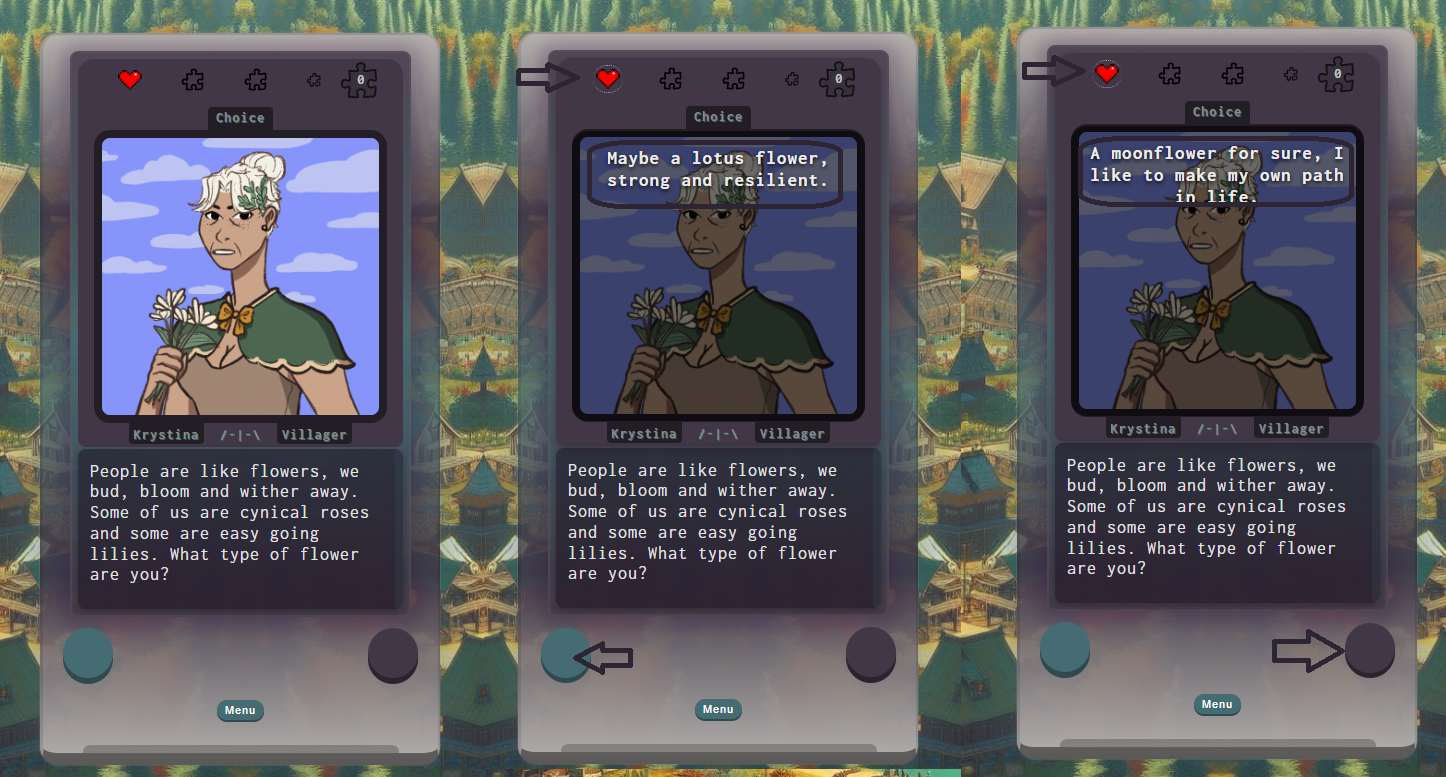 0
Choice
Krystina /-|-\ Villager
People are like flowers, we
bud, bloom and wither away.
Some of us are cynical roses
and some are easy going
lilies. What type of flower
are you?
Menu
0
Choice
Maybe a lotus flower,
strong and resilient.
Krystina /-|-\ Villager
People are like flowers, we
bud, bloom and wither away.
Some of us are cynical roses
and some are easy going
lilies. What type of flower
are you?
Menu
0
Choice
A moonflower for sure, I
like to make my own path
in life.
Krystina /-|-\ Villager
People are like flowers, we
bud, bloom and wither away.
Some of us are cynical roses
and some are easy going
lilies. What type of flower
are you?
Menu